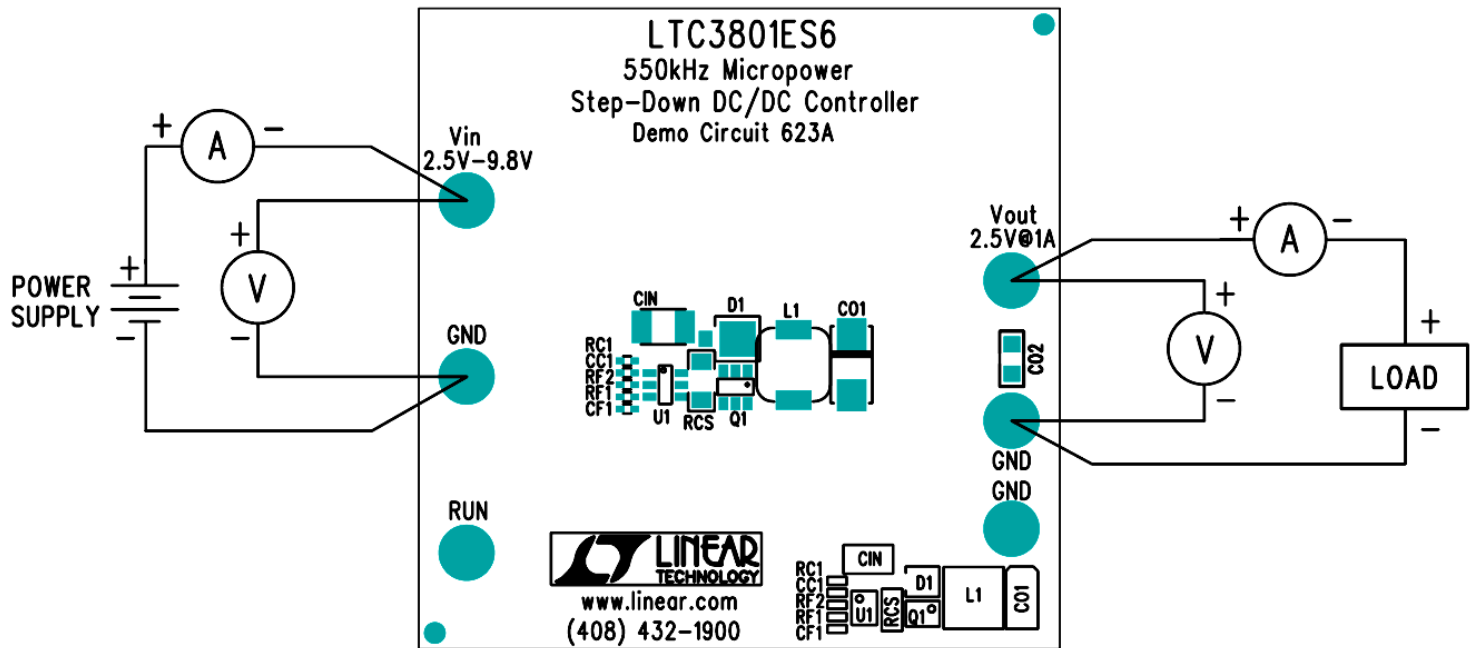 LTC3801ES6
550kHz Micropower
Step-Down DC/DC Controller
Demo Circuit 623A
+
A
-
Vin
2.5V-9.8V
+
V
-
+
POWER
SUPPLY
-
GND
RUN
Vout
2.5V@1A
+
A
-
+
V
-
+
LOAD
-
CO2
GND
GND
CIN
D1
L1
CO1
RC1
CC1
RF2
RF1
CF1
U1
RCS
Q1
LT LINEAR
TECHNOLOGY
www.linear.com
(408) 432-1900
CIN
RC1
CC1
RF2
RF1
CF1
U1
RCS
D1
Q1
L1
CO1